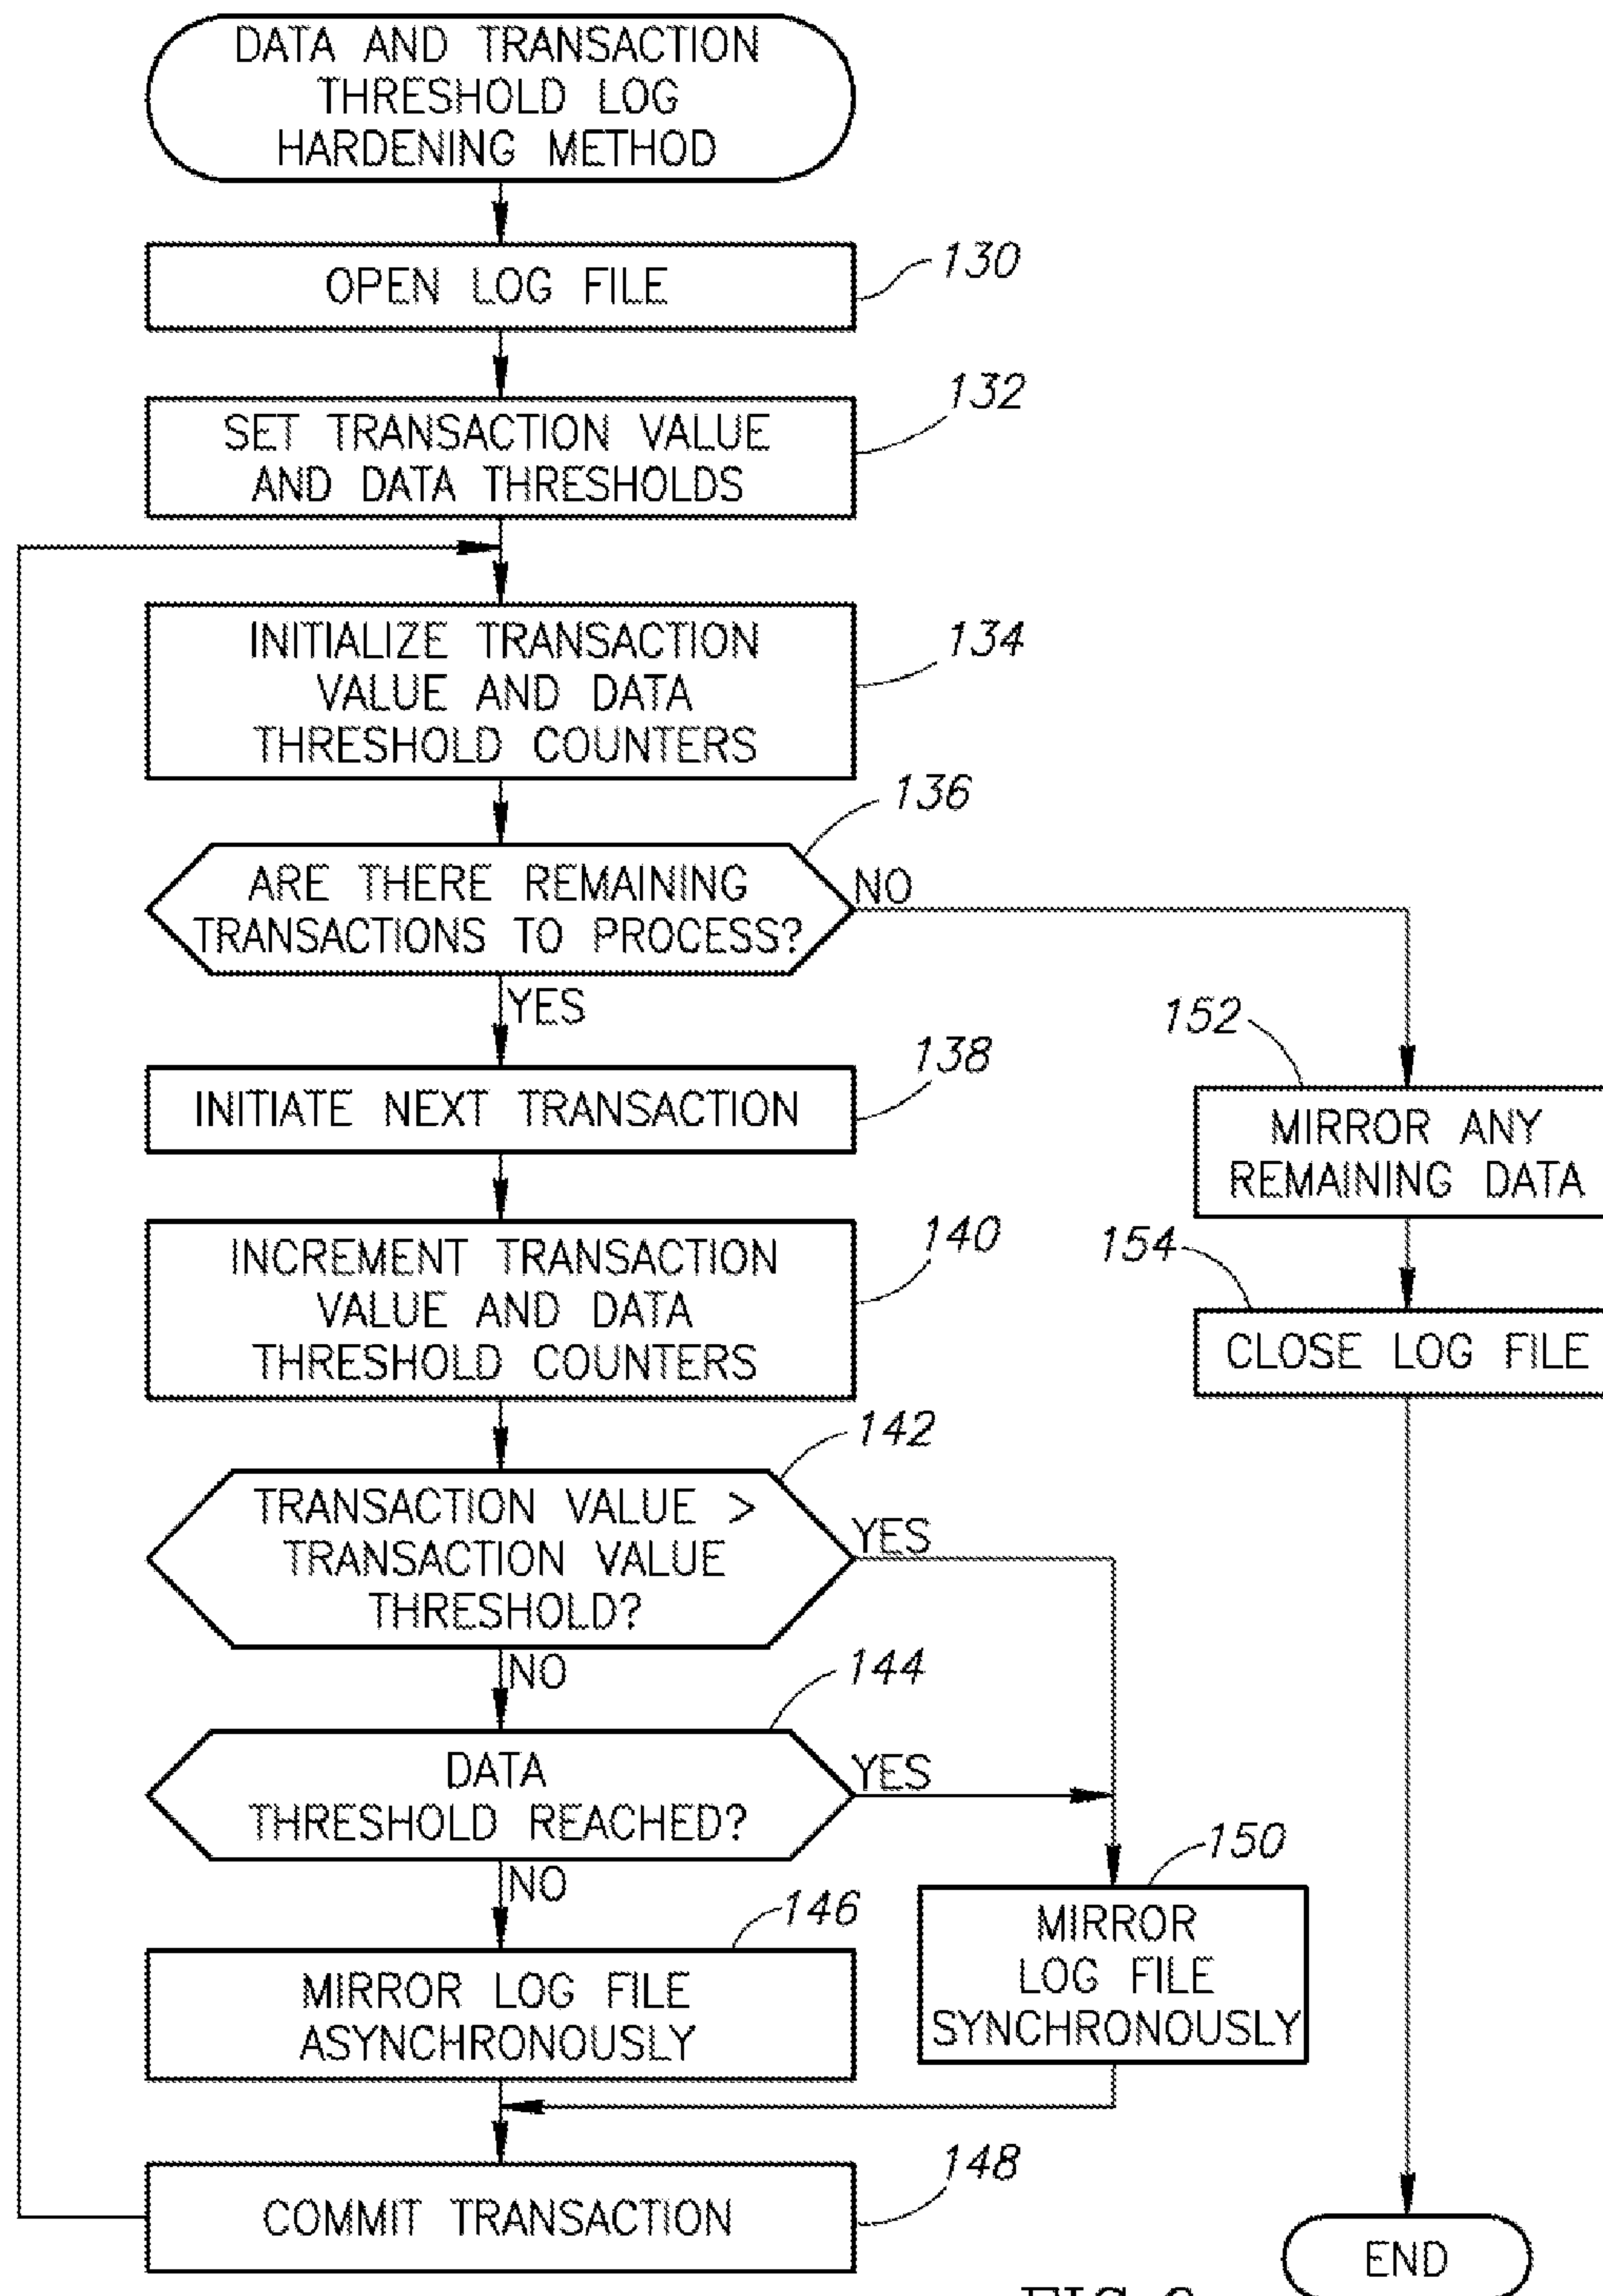 DATA AND TRANSACTION
THRESHOLD LOG
HARDENING METHOD
OPEN LOG FILE
130
SET TRANSACTION VALUE
AND DATA THRESHOLDS
132
INITIALIZE TRANSACTION
VALUE AND DATA
THRESHOLD COUNTERS
134
136
ARE THERE REMAINING
TRANSACTIONS TO PROCESS?
NO
YES
INITIATE NEXT TRANSACTION
138
152
MIRROR ANY
REMAINING DATA
INCREMENT TRANSACTION
VALUE AND DATA
THRESHOLD COUNTERS
140
154
CLOSE LOG FILE
142
TRANSACTION VALUE >
TRANSACTION VALUE
THRESHOLD?
YES
NO
144
DATA
THRESHOLD REACHED?
YES
NO
150
MIRROR
LOG FILE
SYNCHRONOUSLY
146
MIRROR LOG FILE
ASYNCHRONOUSLY
148
COMMIT TRANSACTION
END